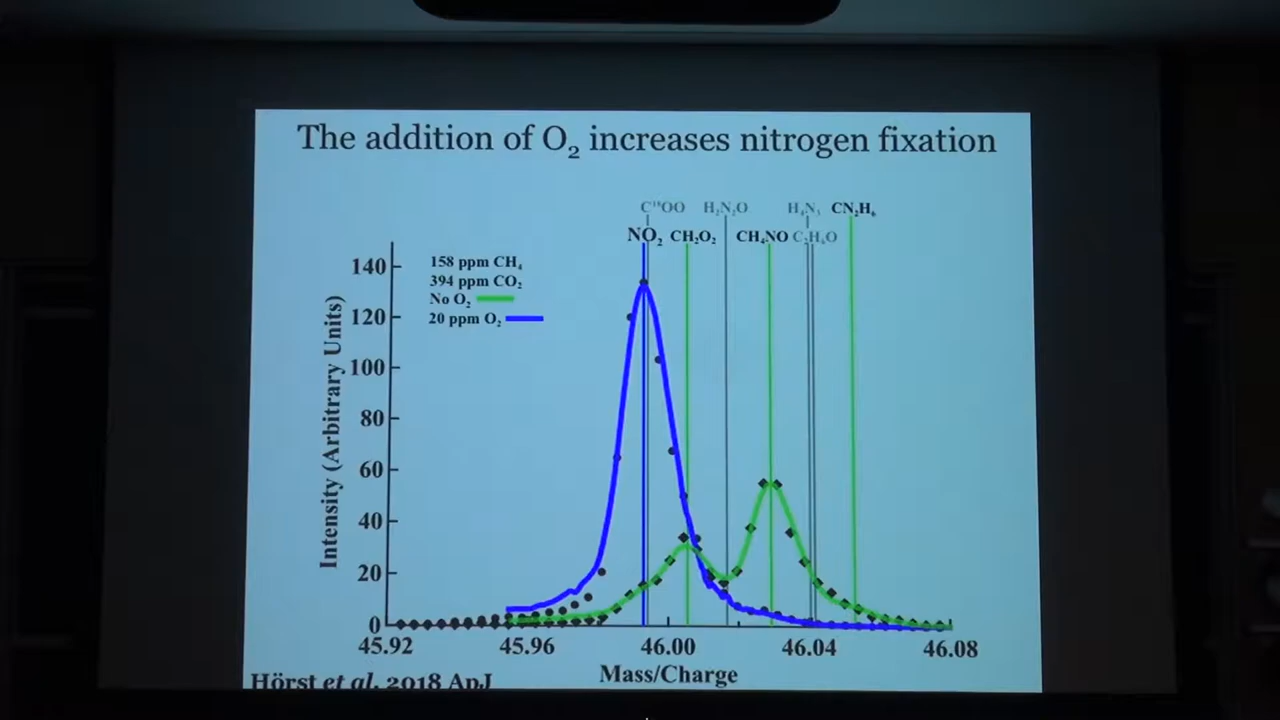 The addition of O₂ increases nitrogen fixation
C¹⁸OO H₂N₂O H₄N₃ CN₂H₆
NO₂ CH₂O₂ CH₄NO C₂H₆O
158 ppm CH₄
394 ppm CO₂
No O₂
20 ppm O₂
Intensity (Arbitrary Units)
140
120
100
80
60
40
20
0
45.92 45.96 46.00 46.04 46.08
Mass/Charge
Hörst et al. 2018 ApJ